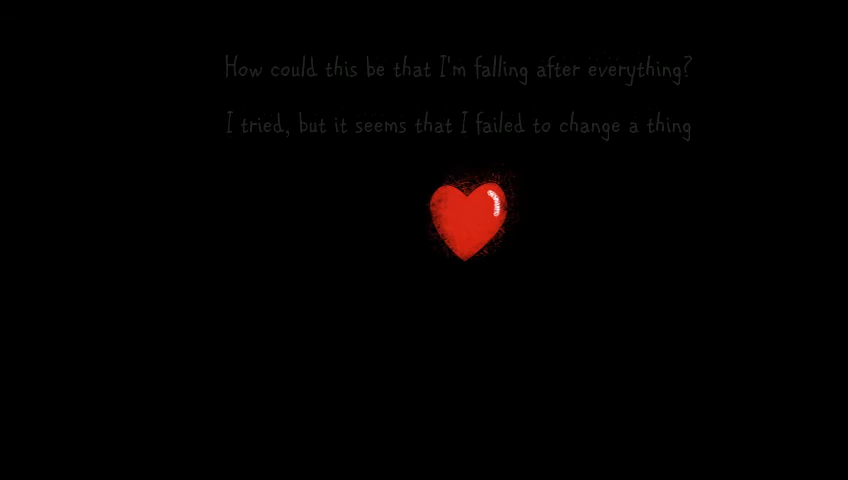 How could this be that I'm falling after everything?
I tried, but it seems that I failed to change a thing